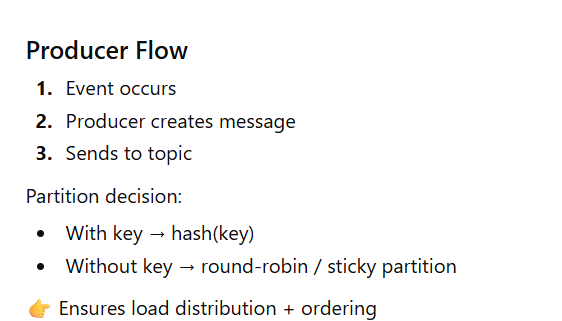 Producer Flow
1. Event occurs
2. Producer creates message
3. Sends to topic
Partition decision:
• With key → hash(key)
• Without key → round-robin / sticky partition
👉 Ensures load distribution + ordering